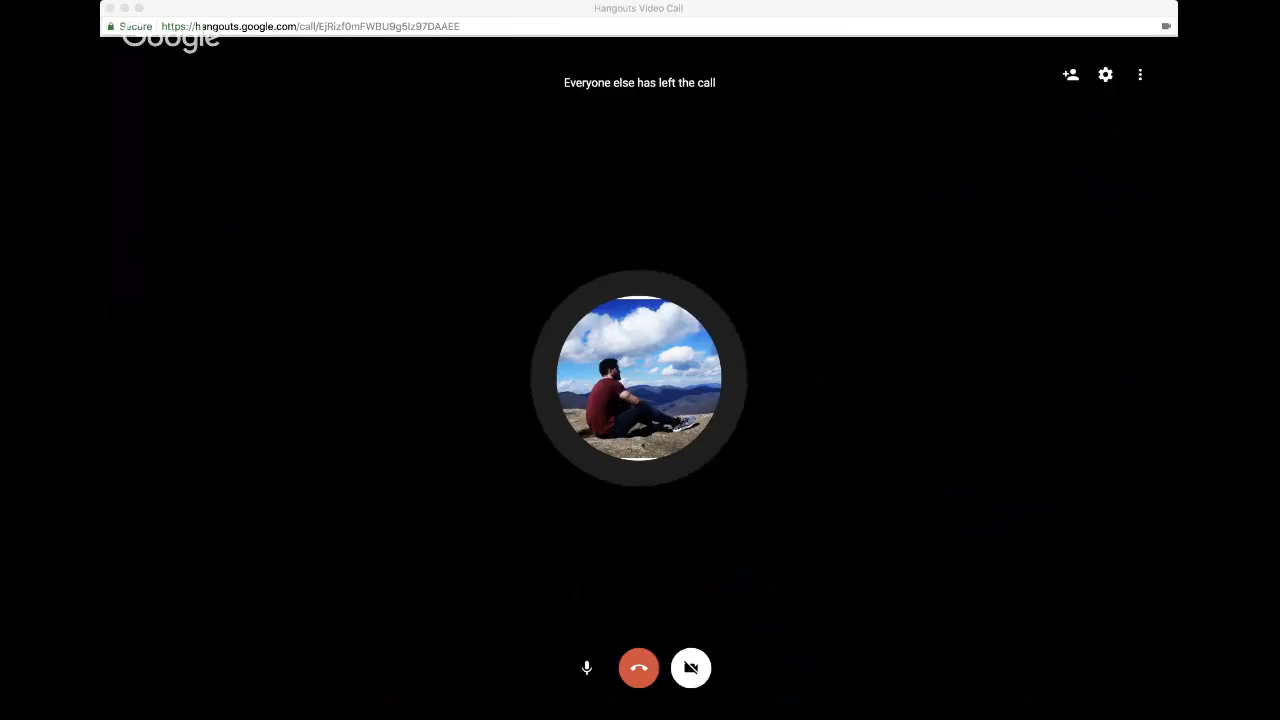 Hangouts Video Call
Secure https://hangouts.google.com/call/EjRizf0mFWBU9g5Iz97DAAEE
Google
Everyone else has left the call